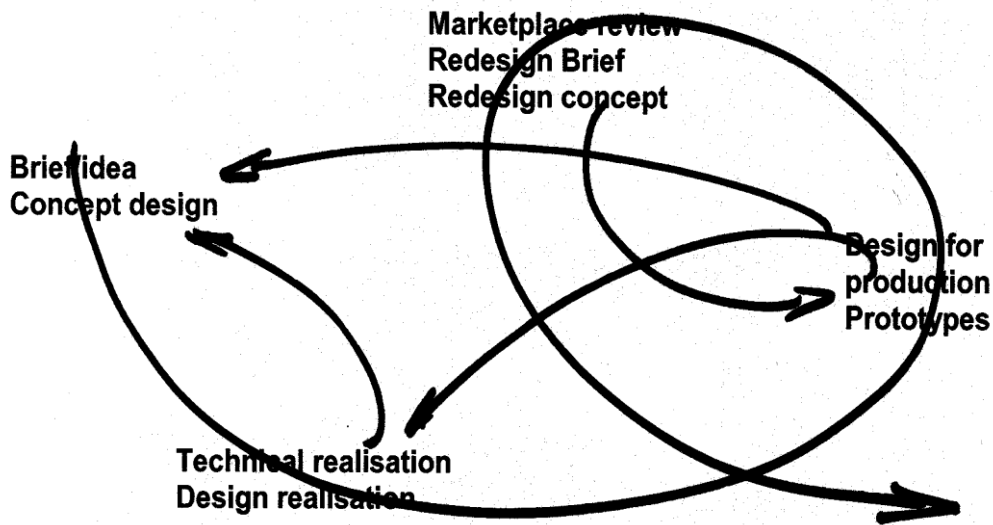 Marketplace review
Redesign Brief
Redesign concept
Brief/idea
Concept design
Design for
production
Prototypes
Technical realisation
Design realisation